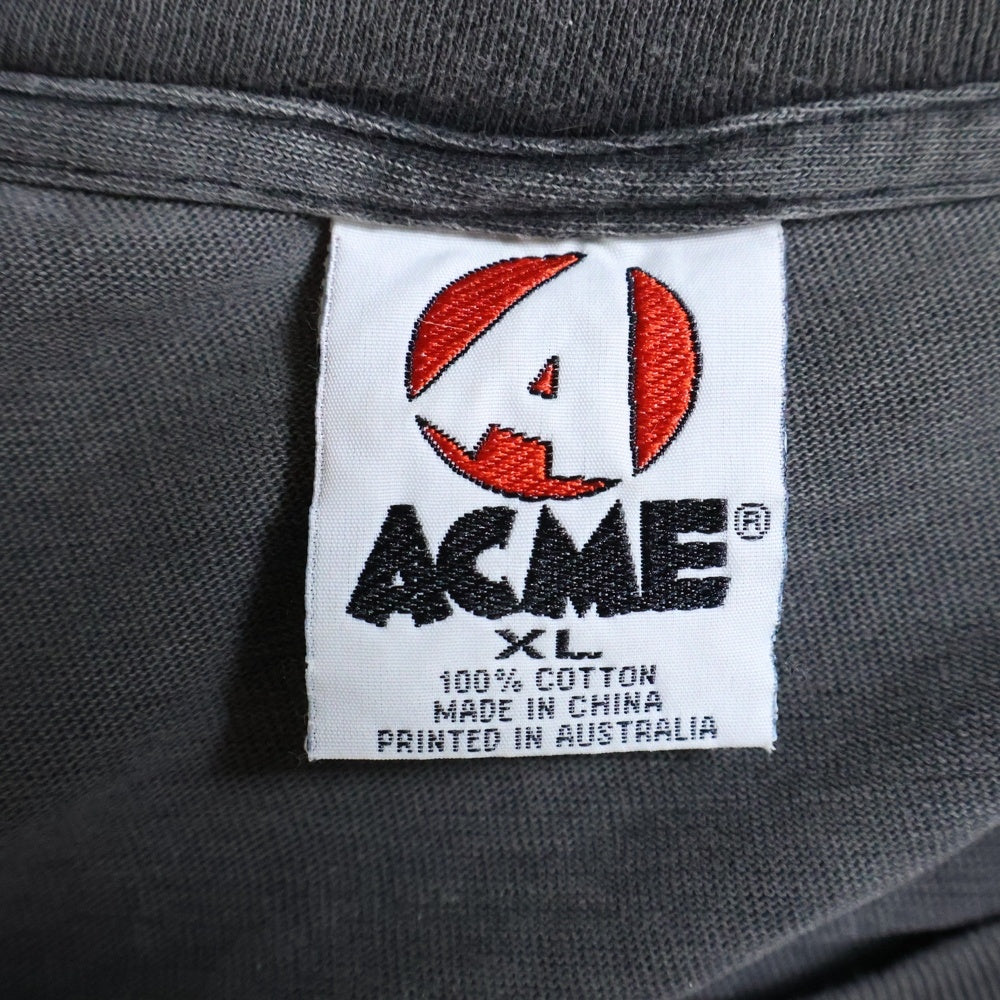 A
ACME®
XL
100% COTTON
MADE IN CHINA
PRINTED IN AUSTRALIA